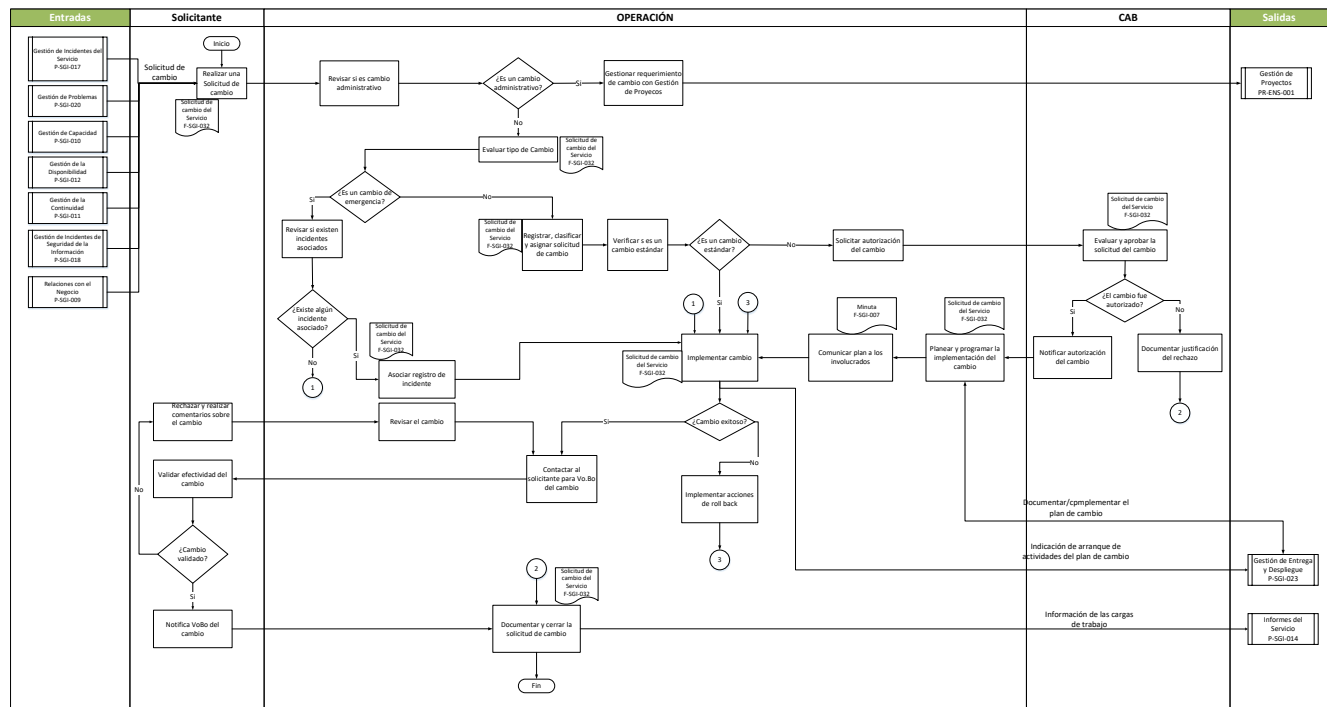 Entradas
Solicitante
OPERACIÓN
CAB
Salidas
Gestión de Incidentes del
Servicio
P-SGI-017
Gestión de Problemas
P-SGI-020
Gestión de Capacidad
P-SGI-010
Gestión de la
Disponibilidad
P-SGI-012
Gestión de la
Continuidad
P-SGI-011
Gestión de Incidentes de
Seguridad de la
Información
P-SGI-018
Relaciones con el
Negocio
P-SGI-009
Solicitud de
cambio
Inicio
Realizar una
Solicitud de
cambio
Solicitud de
cambio del
Servicio
F-SGI-032
Revisar si es cambio
administrativo
¿Es un cambio
administrativo?
Si
No
Gestionar requerimiento
de cambio con Gestión
de Proyecos
Gestión de
Proyectos
PR-ENS-001
Evaluar tipo de Cambio
Solicitud de
cambio del
Servicio
F-SGI-032
¿Es un cambio de
emergencia?
Si
No
Revisar si existen
incidentes
asociados
Solicitud de
cambio del
Servicio
F-SGI-032
Registrar, clasificar
y asignar solicitud
de cambio
Verificar s es un
cambio estándar
¿Es un cambio
estándar?
No
Si
Solicitar autorización
del cambio
Solicitud de cambio
del Servicio
F-SGI-032
Evaluar y aprobar la
solicitud del cambio
¿El cambio fue
autorizado?
Si
No
¿Existe algún
incidente
asociado?
Si
No
1
Solicitud de
cambio del
Servicio
F-SGI-032
Asociar registro de
incidente
1
3
Solicitud de cambio
del Servicio
F-SGI-032
Implementar cambio
Minuta
F-SGI-007
Comunicar plan a los
involucrados
Solicitud de cambio
del Servicio
F-SGI-032
Planear y programar la
implementación del
cambio
Notificar autorización
del cambio
Documentar justificación
del rechazo
2
Rechazar y realizar
comentarios sobre
el cambio
Revisar el cambio
¿Cambio exitoso?
Si
No
Validar efectividad del
cambio
No
Contactar al
solicitante para Vo.Bo
del cambio
Implementar acciones
de roll back
3
Documentar/cpmplementar el
plan de cambio
Indicación de arranque de
actividades del plan de cambio
Gestión de Entrega
y Despliegue
P-SGI-023
¿Cambio
validado?
Si
Notifica VoBo del
cambio
2
Solicitud de
cambio del
Servicio
F-SGI-032
Documentar y cerrar la
solicitud de cambio
Información de las cargas
de trabajo
Informes del
Servicio
P-SGI-014
Fin